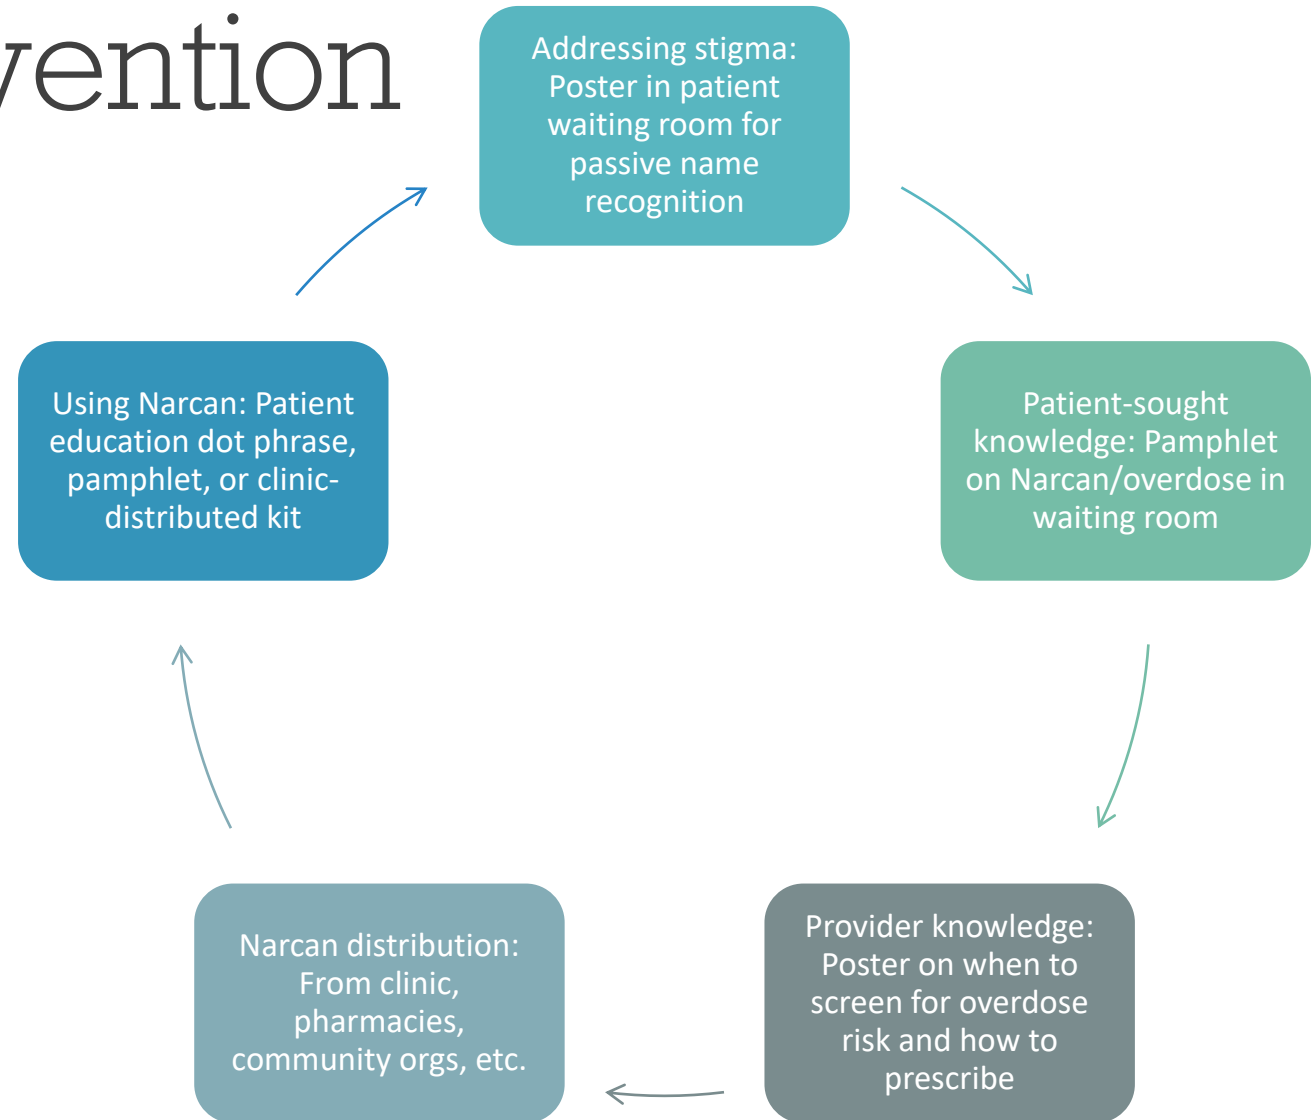 vention
Addressing stigma:
Poster in patient
waiting room for
passive name
recognition
Patient-sought
knowledge: Pamphlet
on Narcan/overdose in
waiting room
Provider knowledge:
Poster on when to
screen for overdose
risk and how to
prescribe
Narcan distribution:
From clinic,
pharmacies,
community orgs, etc.
Using Narcan: Patient
education dot phrase,
pamphlet, or clinic-
distributed kit